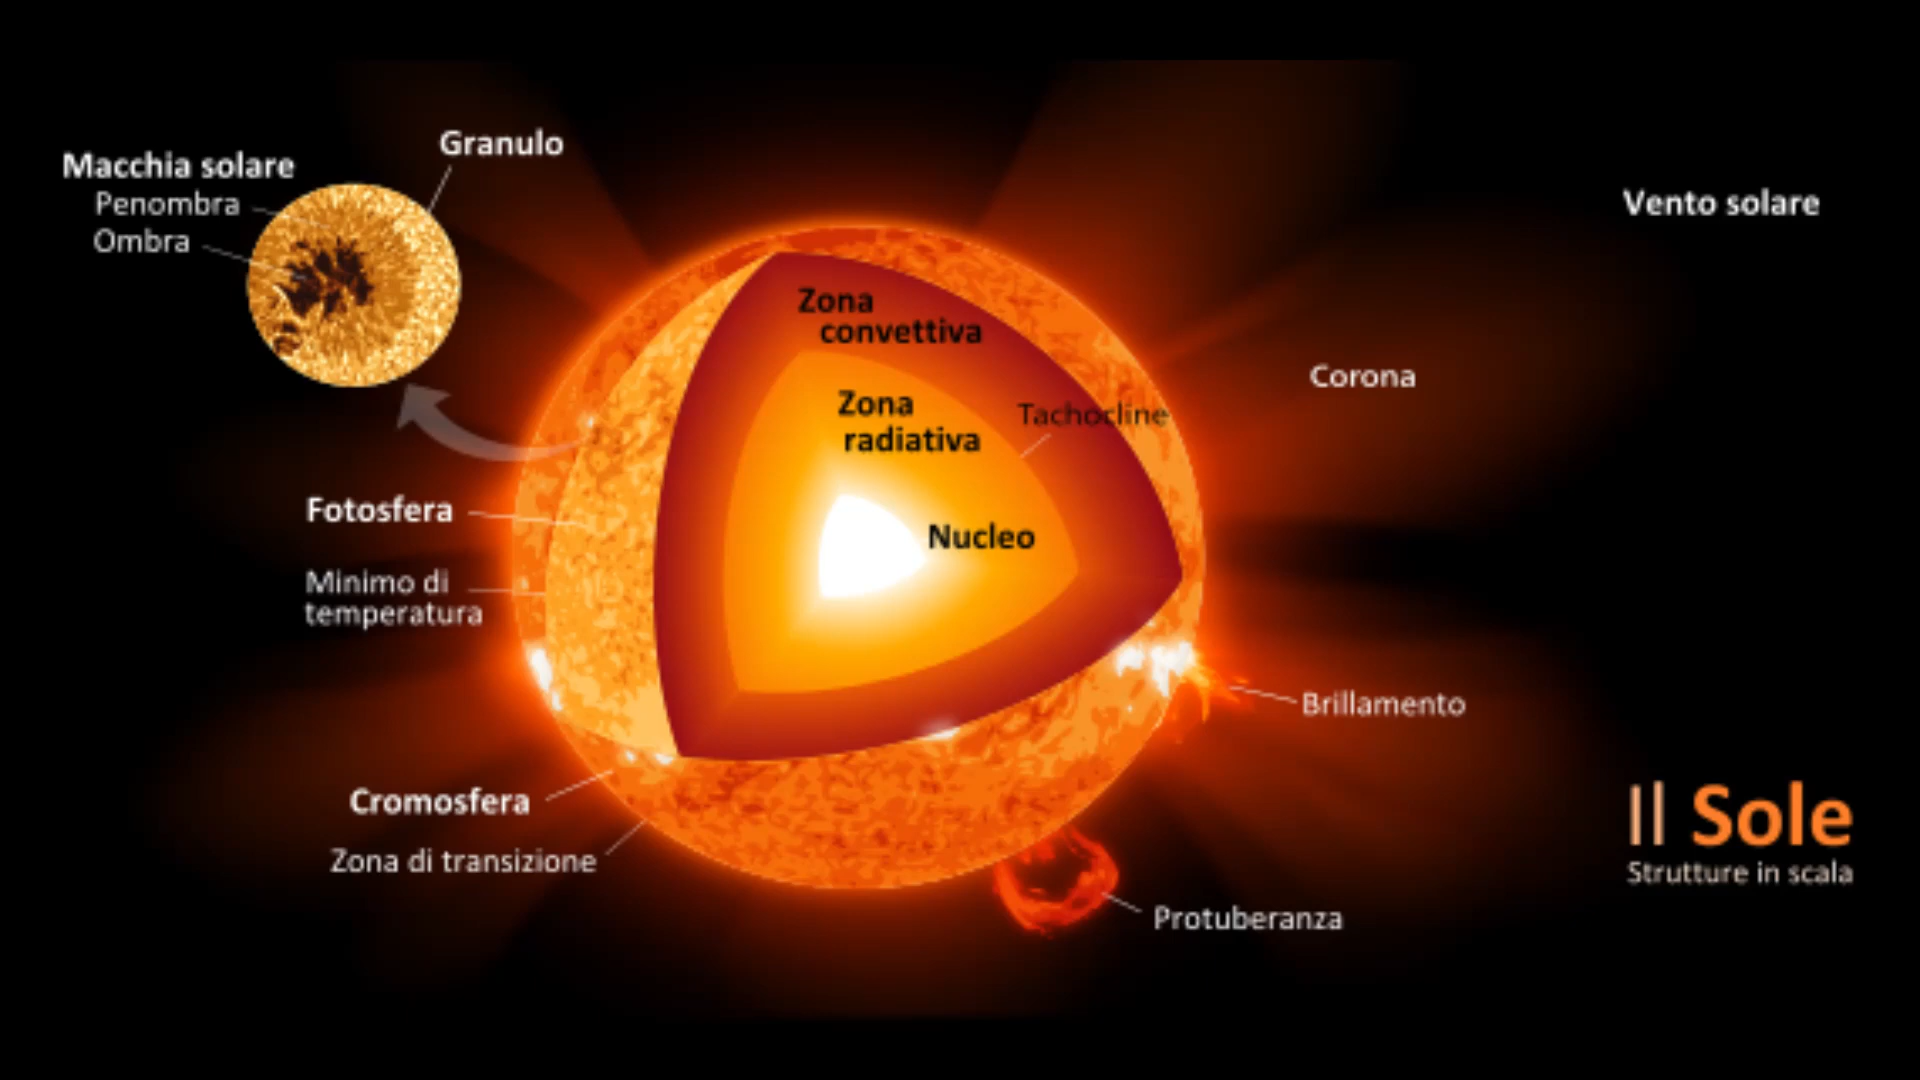 Granulo
Macchia solare
Penombra
Ombra
Vento solare
Zona
convettiva
Corona
Zona
radiativa
Tachocline
Fotosfera
Nucleo
Minimo di
temperatura
Brillamento
Cromosfera
Zona di transizione
Protuberanza
Il Sole
Strutture in scala